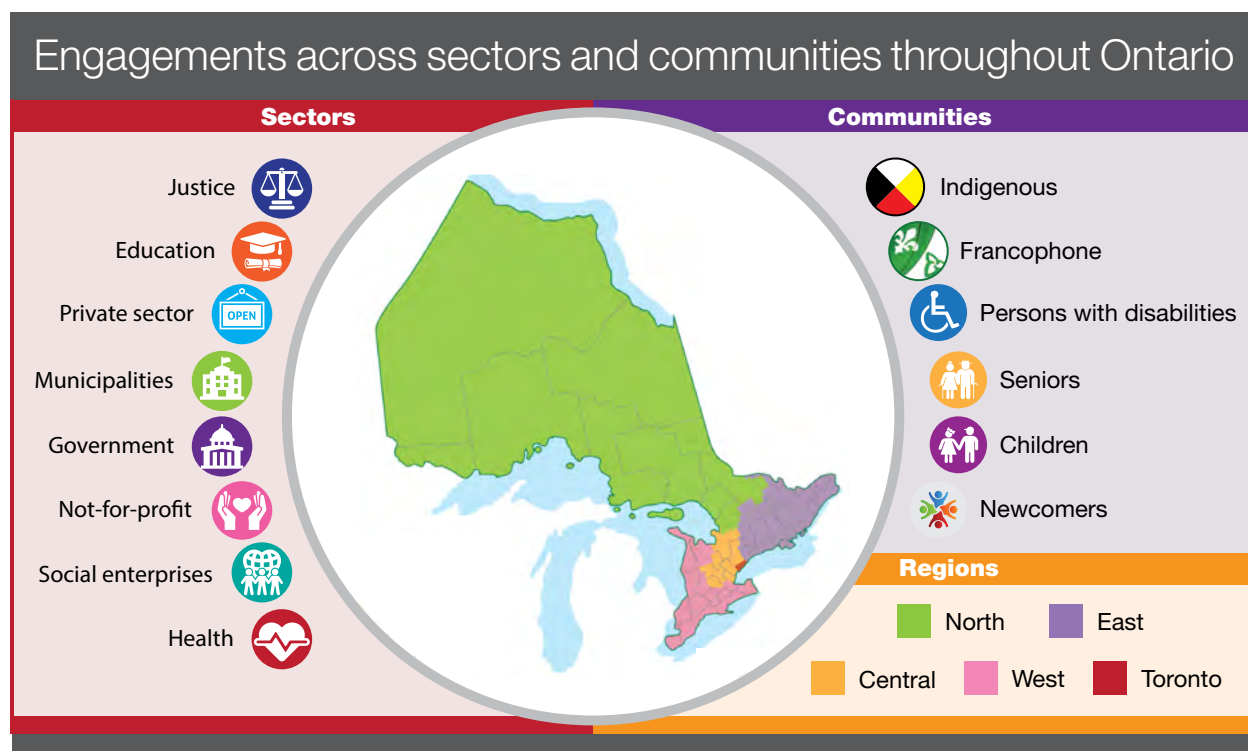 Engagements across sectors and communities throughout Ontario
Sectors
Justice
Education
Private sector
OPEN
Municipalities
Government
Not-for-profit
Social enterprises
Health
Communities
Indigenous
Francophone
Persons with disabilities
Seniors
Children
Newcomers
Regions
North East
Central West Toronto